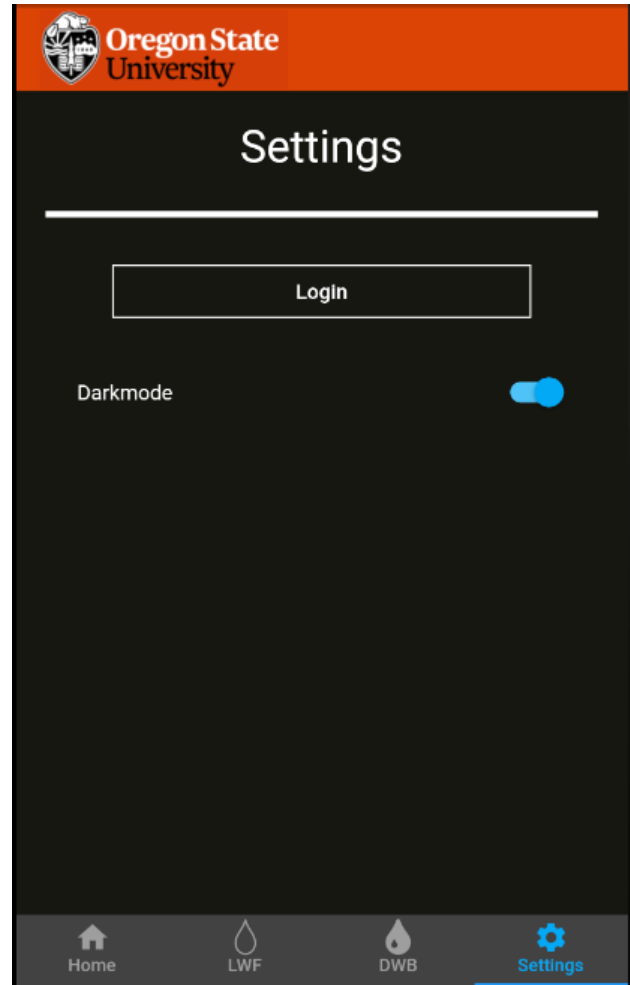 Oregon State
University
Settings
Login
Darkmode
Home
LWF
DWB
Settings